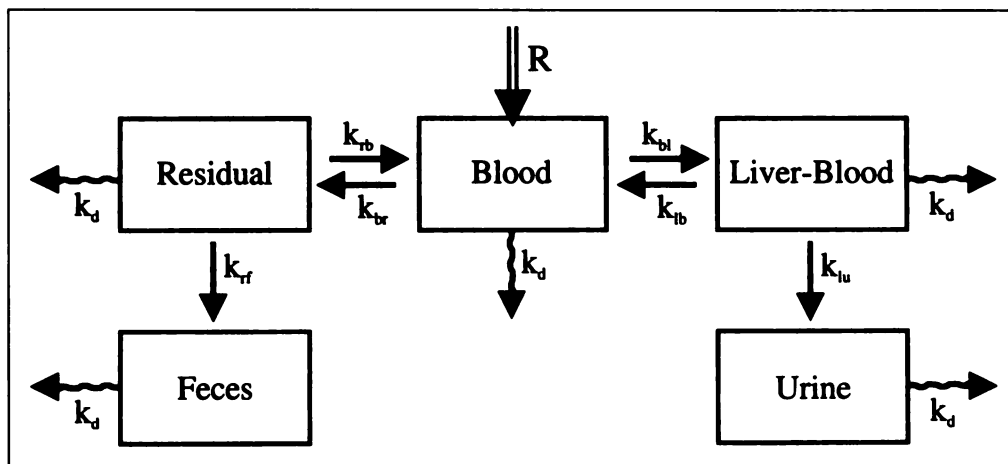 R
k_rb
k_bl
Residual
Blood
Liver-Blood
k_d
k_br
k_lb
k_d
k_rf
k_d
k_lu
Feces
Urine
k_d
k_d